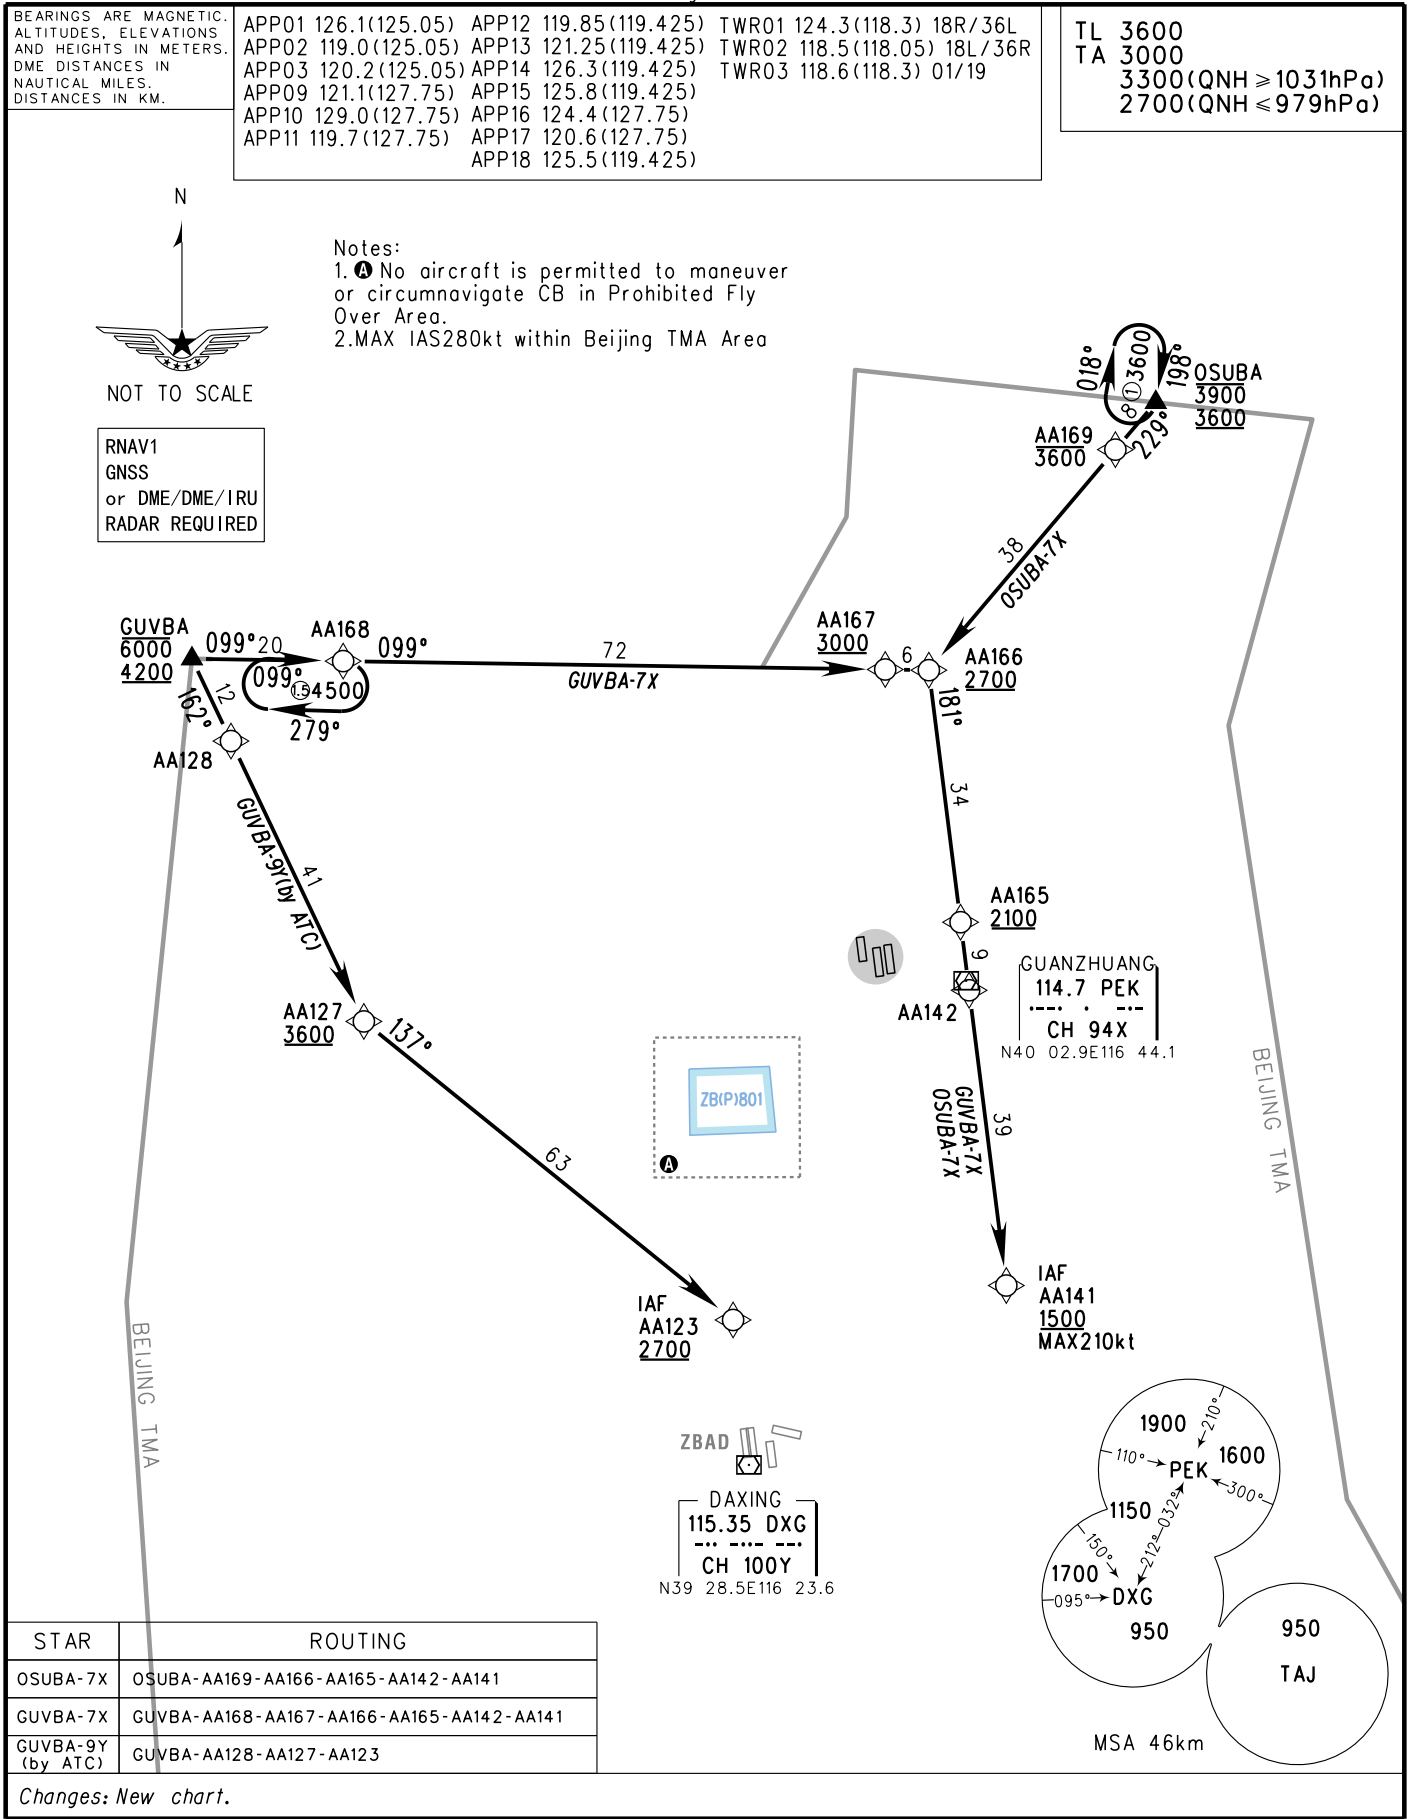 BEARINGS ARE MAGNETIC.
ALTITUDES, ELEVATIONS
AND HEIGHTS IN METERS.
DME DISTANCES IN
NAUTICAL MILES.
DISTANCES IN KM.
APP01 126.1(125.05)
APP02 119.0(125.05)
APP03 120.2(125.05)
APP09 121.1(127.75)
APP10 129.0(127.75)
APP11 119.7(127.75)
APP12 119.85(119.425)
APP13 121.25(119.425)
APP14 126.3(119.425)
APP15 125.8(119.425)
APP16 124.4(127.75)
APP17 120.6(127.75)
APP18 125.5(119.425)
TWR01 124.3(118.3) 18R/36L
TWR02 118.5(118.05) 18L/36R
TWR03 118.6(118.3) 01/19
TL 3600
TA 3000
3300(QNH ≥1031hPa)
2700(QNH ≤979hPa)
N
NOT TO SCALE
Notes:
1. A No aircraft is permitted to maneuver
or circumnavigate CB in Prohibited Fly
Over Area.
2.MAX IAS280kt within Beijing TMA Area
RNAV1
GNSS
or DME/DME/IRU
RADAR REQUIRED
018°
8 1 3600
198°
OSUBA
3900
3600
229°
AA169
3600
38
OSUBA-7X
GUVBA
6000
4200
099° 20
AA168
099°
099°
1.5 4500
279°
72
GUVBA-7X
AA167
3000
6
AA166
2700
12
162°
AA128
181°
34
GUVBA-9Y(by ATC)
41
AA165
2100
9
AA142
GUANZHUANG
114.7 PEK
CH 94X
N40 02.9E116 44.1
AA127
3600
137°
ZB(P)801
A
63
GUVBA-7X
OSUBA-7X
39
BEIJING TMA
IAF
AA123
2700
IAF
AA141
1500
MAX210kt
BEIJING TMA
ZBAD
DAXING
115.35 DXG
CH 100Y
N39 28.5E116 23.6
1900
210°
110°
PEK
1600
300°
1150
032°
212°
150°
1700
095°
DXG
950
950
TAJ
MSA 46km
STAR ROUTING
OSUBA-7X OSUBA-AA169-AA166-AA165-AA142-AA141
GUVBA-7X GUVBA-AA168-AA167-AA166-AA165-AA142-AA141
GUVBA-9Y
(by ATC) GUVBA-AA128-AA127-AA123
Changes: New chart.